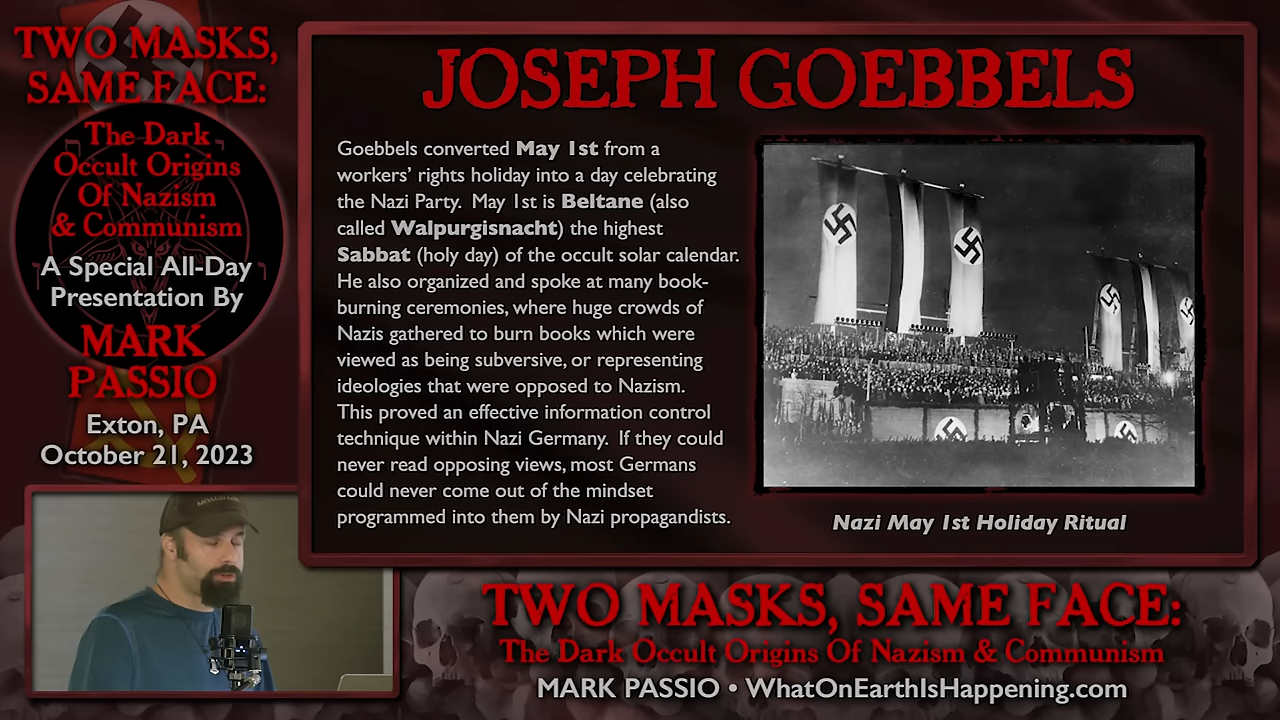 TWO MASKS,
SAME FACE:
The Dark
Occult Origins
Of Nazism
& Communism
A Special All-Day
Presentation By
MARK
PASSIO
Exton, PA
October 21, 2023
JOSEPH GOEBBELS
Goebbels converted May 1st from a
workers' rights holiday into a day celebrating
the Nazi Party. May 1st is Beltane (also
called Walpurgisnacht) the highest
Sabbat (holy day) of the occult solar calendar.
He also organized and spoke at many book-
burning ceremonies, where huge crowds of
Nazis gathered to burn books which were
viewed as being subversive, or representing
ideologies that were opposed to Nazism.
This proved an effective information control
technique within Nazi Germany. If they could
never read opposing views, most Germans
could never come out of the mindset
programmed into them by Nazi propagandists.
Nazi May 1st Holiday Ritual
TWO MASKS, SAME FACE:
The Dark Occult Origins Of Nazism & Communism
MARK PASSIO • WhatOnEarthIsHappening.com